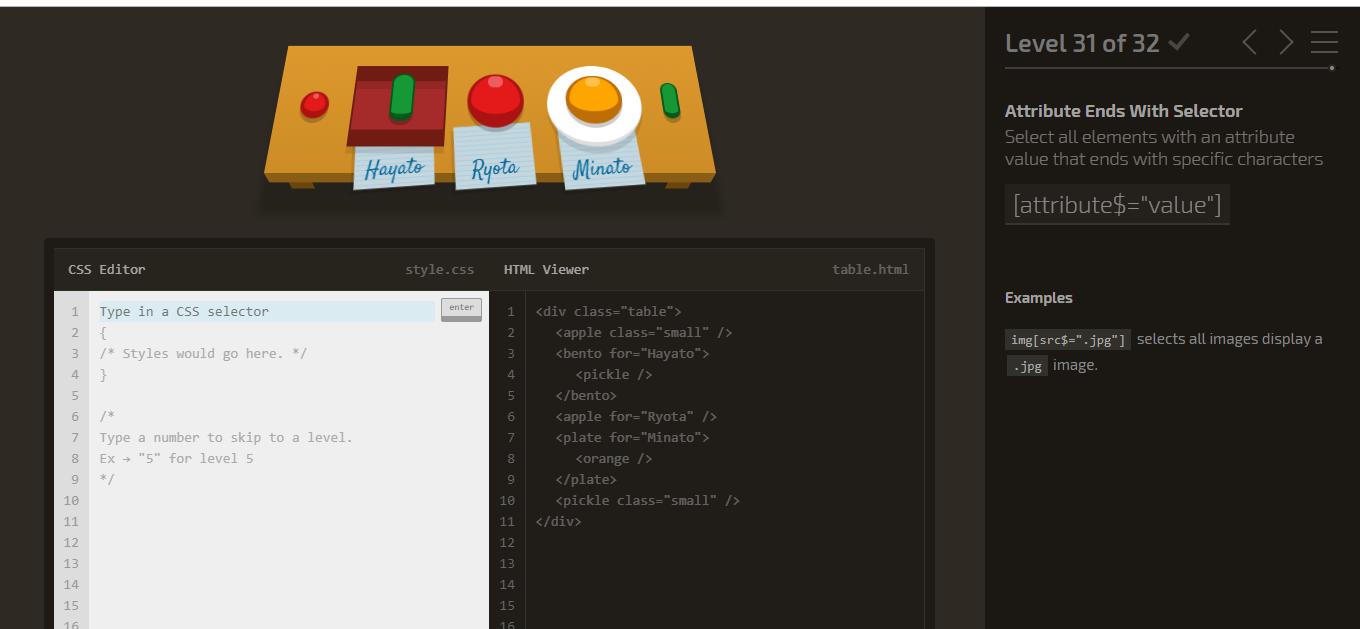 Hayato
Ryota
Minato
CSS Editor
style.css
1 Type in a CSS selector
enter
2 {
3 /* Styles would go here. */
4 }
5
6 /*
7 Type a number to skip to a level.
8 Ex → "5" for level 5
9 */
10
11
12
13
14
15
16
HTML Viewer
table.html
1 <div class="table">
2 <apple class="small" />
3 <bento for="Hayato">
4 <pickle />
5 </bento>
6 <apple for="Ryota" />
7 <plate for="Minato">
8 <orange />
9 </plate>
10 <pickle class="small" />
11 </div>
12
13
14
15
16
Level 31 of 32
Attribute Ends With Selector
Select all elements with an attribute
value that ends with specific characters
[attribute$="value"]
Examples
img[src$=".jpg"] selects all images display a
.jpg image.